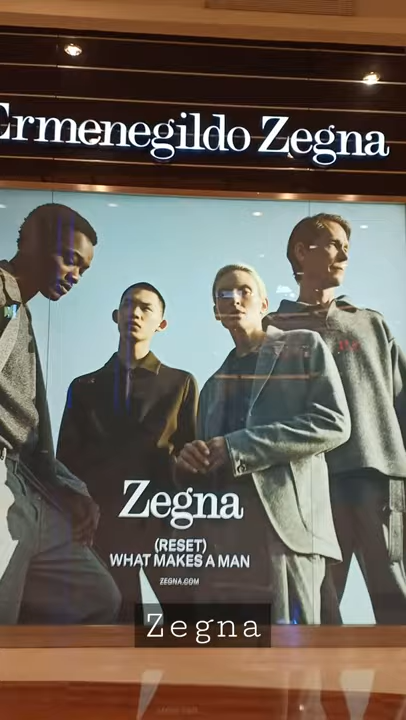 Ermenegildo Zegna
Zegna
(RESET)
WHAT MAKES A MAN
ZEGNA.COM
Zegna